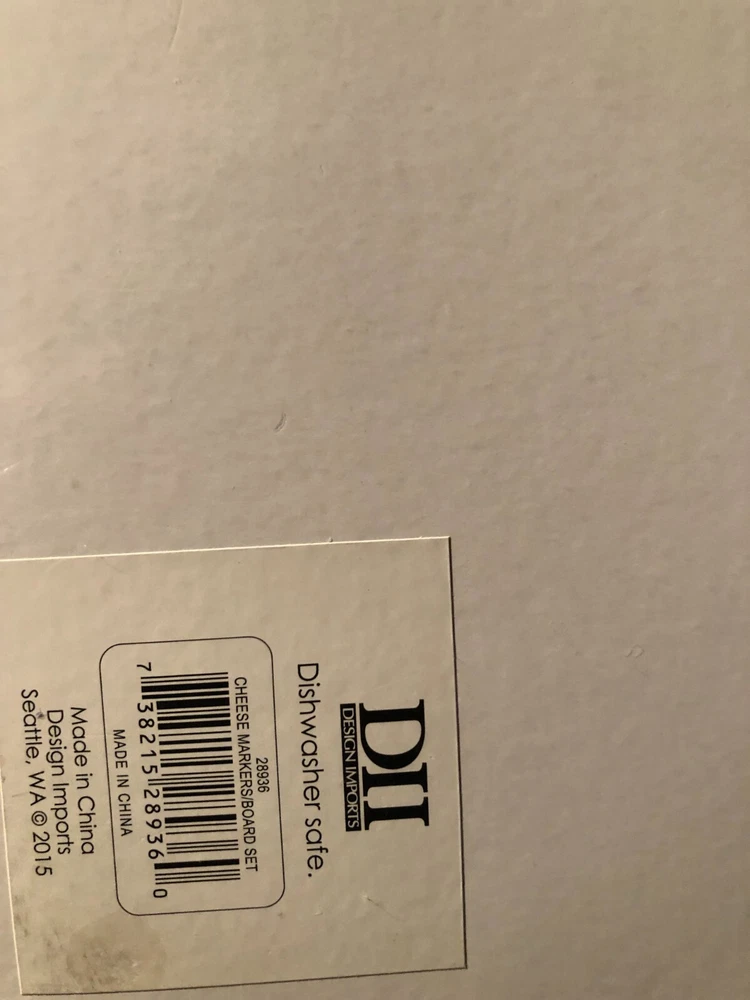 DII
DESIGN IMPORTS
Dishwasher safe.
28936
CHEESE MARKERS/BOARD SET
7 38215 28936 0
MADE IN CHINA
Made in China
Design Imports
Seattle, WA © 2015